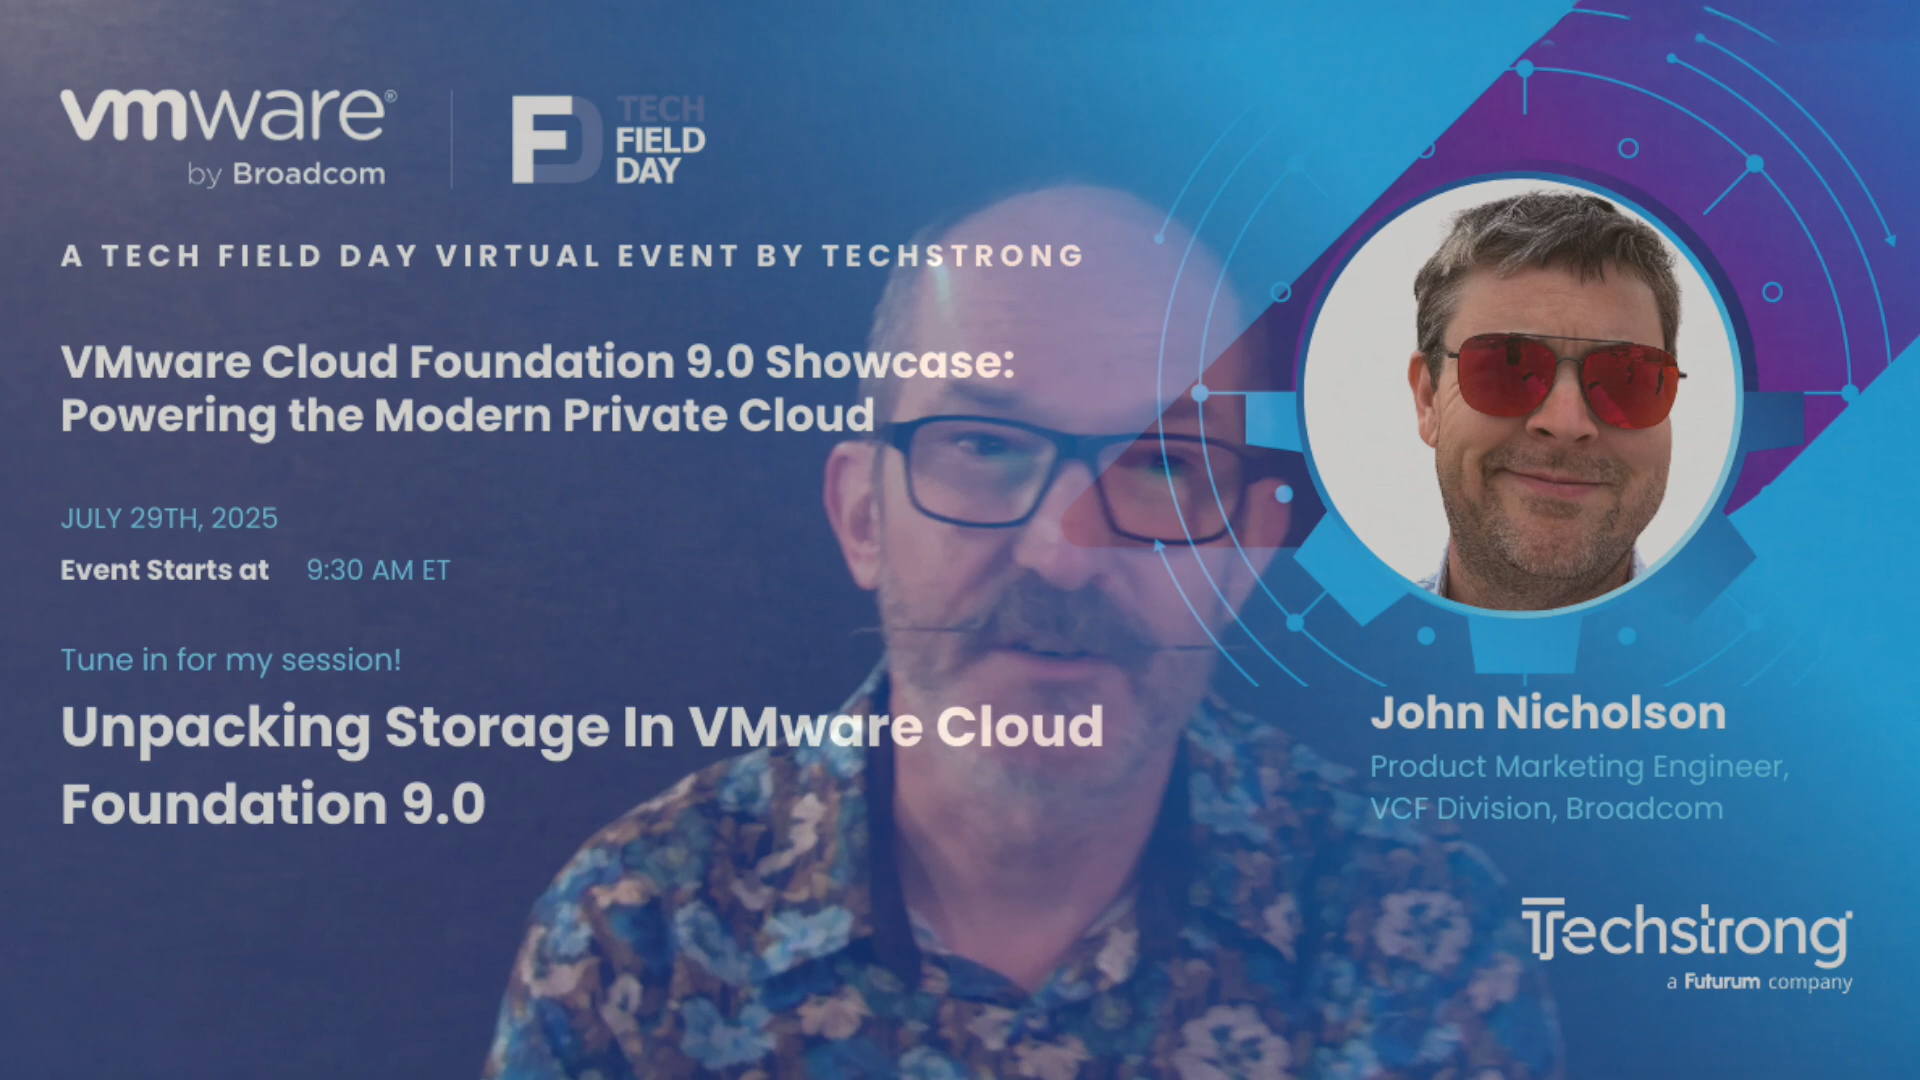 vmware®
by Broadcom
TECH
FIELD
DAY
A TECH FIELD DAY VIRTUAL EVENT BY TECHSTRONG
VMware Cloud Foundation 9.0 Showcase:
Powering the Modern Private Cloud
JULY 29TH, 2025
Event Starts at 9:30 AM ET
Tune in for my session!
Unpacking Storage In VMware Cloud
Foundation 9.0
John Nicholson
Product Marketing Engineer,
VCF Division, Broadcom
Techstrong
a Futurum company